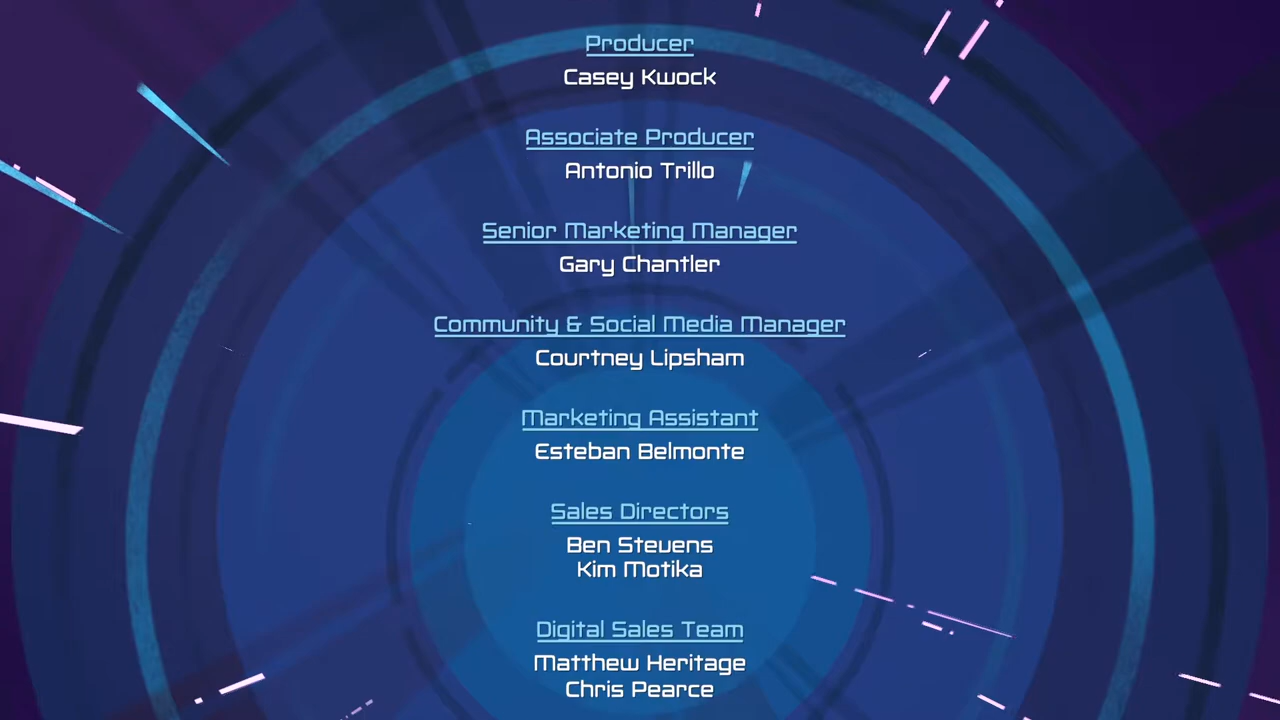 Producer
Casey Kwock
Associate Producer
Antonio Trillo
Senior Marketing Manager
Gary Chantler
Community & Social Media Manager
Courtney Lipsham
Marketing Assistant
Esteban Belmonte
Sales Directors
Ben Stevens
Kim Motika
Digital Sales Team
Matthew Heritage
Chris Pearce